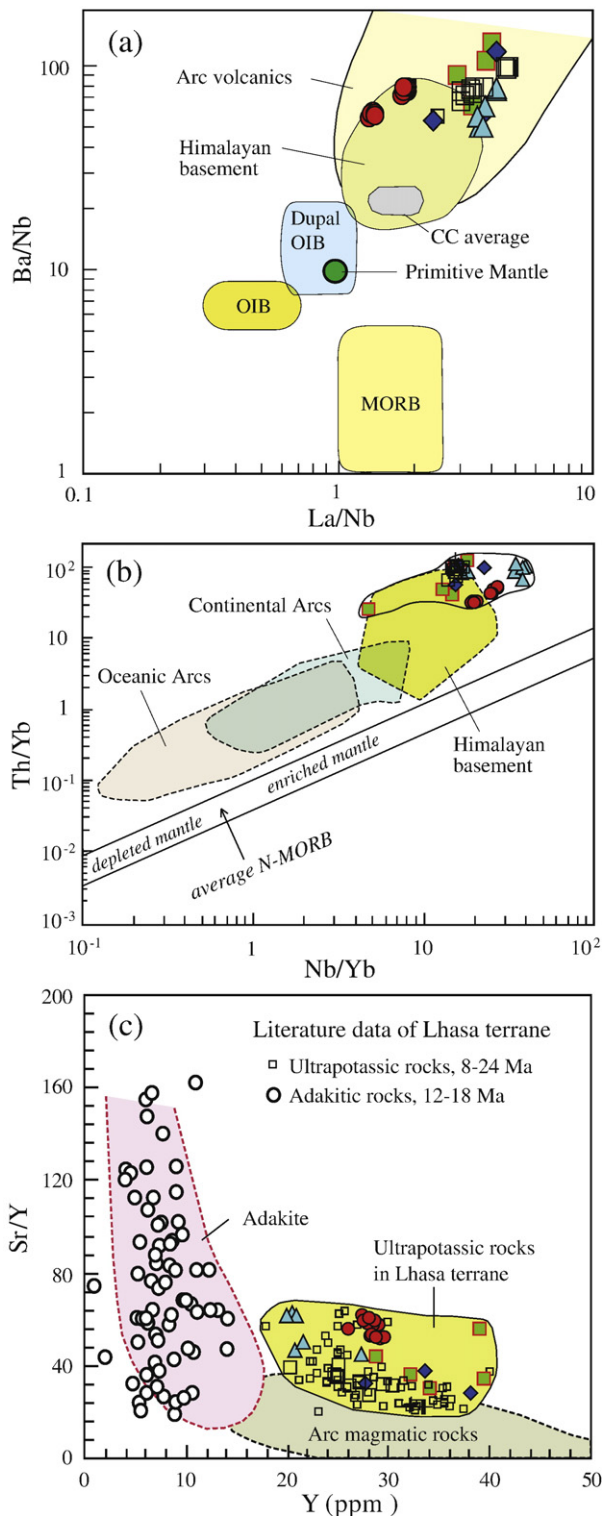 (a)
100
Arc volcanics
Himalayan
basement
Dupal
OIB
CC average
Ba/Nb
10
Primitive Mantle
OIB
MORB
1
0.1
1
10
La/Nb
(b)
10²
Continental Arcs
10
Oceanic Arcs
Th/Yb
1
Himalayan
basement
enriched mantle
10⁻¹
depleted mantle
10⁻²
average N-MORB
10⁻³
10⁻¹
1
10
10²
Nb/Yb
200
(c)
Literature data of Lhasa terrane
Ultrapotassic rocks, 8-24 Ma
160
Adakitic rocks, 12-18 Ma
120
Sr/Y
Adakite
Ultrapotassic rocks
in Lhasa terrane
80
40
Arc magmatic rocks
0
0
10
20
30
40
50
Y (ppm)